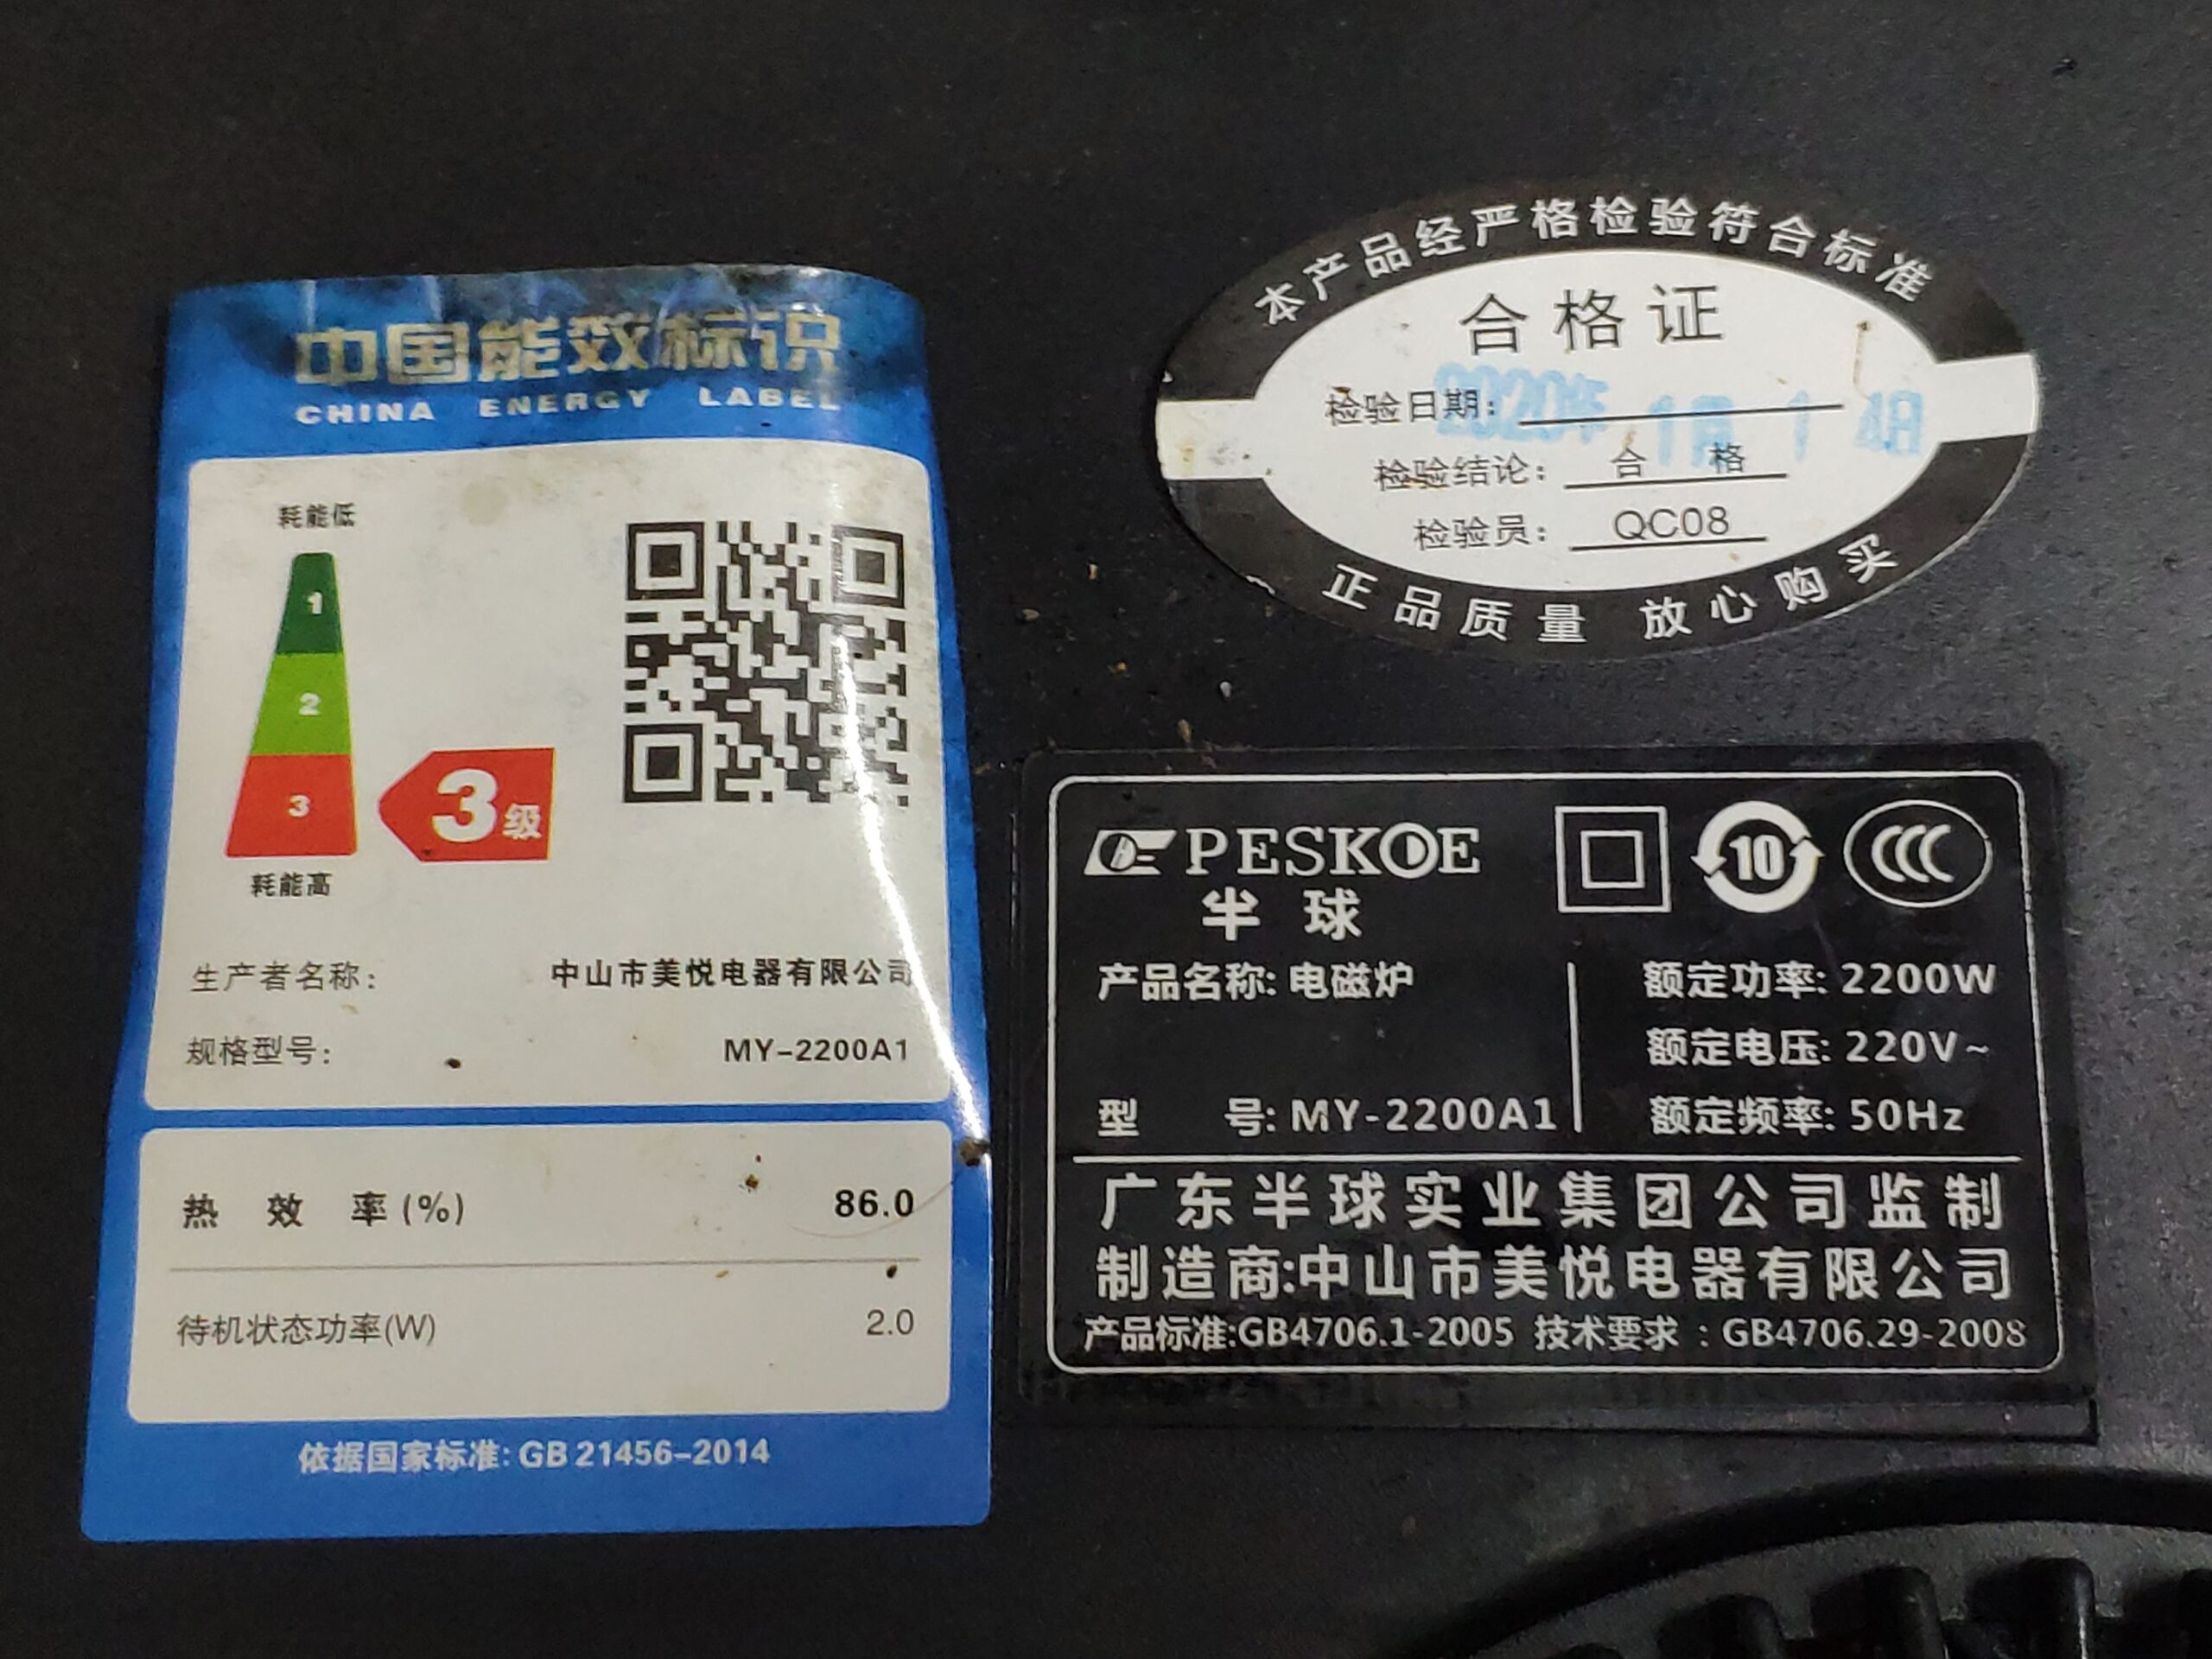 中国能效标识
CHINA ENERGY LABEL
耗能低
1
2
3
3级
耗能高
生产者名称： 中山市美悦电器有限公司
规格型号： MY-2200A1
热效率(%) 86.0
待机状态功率(W) 2.0
依据国家标准: GB 21456-2014
本产品经严格检验符合标准
合格证
检验日期: 2020年 1月 1
检验结论: 合格
检验员: QC08
正品质量 放心购买
PESKOE
半球
10
CCC
产品名称: 电磁炉
型 号: MY-2200A1
额定功率: 2200W
额定电压: 220V~
额定频率: 50Hz
广东半球实业集团公司监制
制造商:中山市美悦电器有限公司
产品标准:GB4706.1-2005 技术要求：GB4706.29-2008